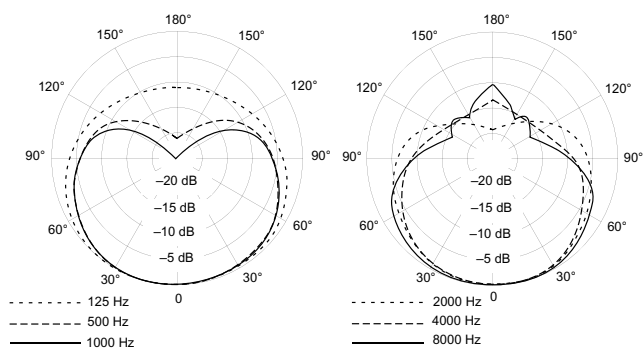 180°
150° 150°
120° 120°
90° 90°
60° 60°
30° 30°
0
–20 dB
–15 dB
–10 dB
–5 dB
125 Hz
500 Hz
1000 Hz
180°
150° 150°
120° 120°
90° 90°
60° 60°
30° 30°
0
–20 dB
–15 dB
–10 dB
–5 dB
2000 Hz
4000 Hz
8000 Hz